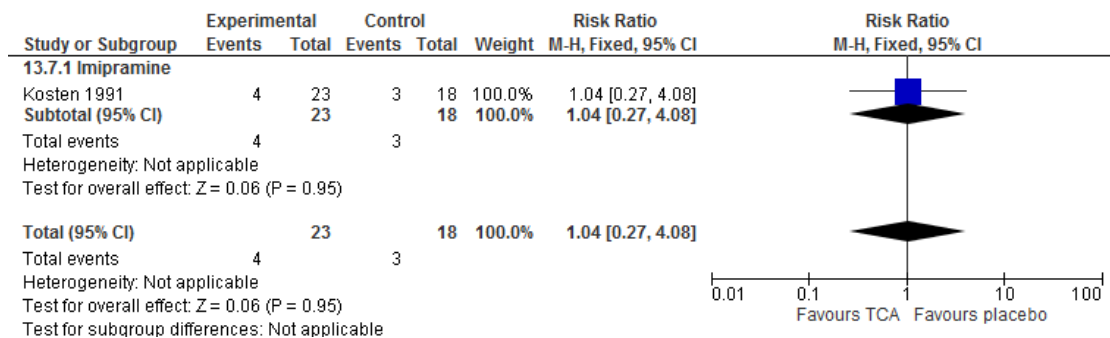 Experimental Control Risk Ratio Risk Ratio
Study or Subgroup Events Total Events Total Weight M-H, Fixed, 95% CI M-H, Fixed, 95% CI
13.7.1 Imipramine
Kosten 1991 4 23 3 18 100.0% 1.04 [0.27, 4.08]
Subtotal (95% CI) 23 18 100.0% 1.04 [0.27, 4.08]
Total events 4 3
Heterogeneity: Not applicable
Test for overall effect: Z = 0.06 (P = 0.95)
Total (95% CI) 23 18 100.0% 1.04 [0.27, 4.08]
Total events 4 3
Heterogeneity: Not applicable
0.01 0.1 1 10 100
Test for overall effect: Z = 0.06 (P = 0.95)
Favours TCA Favours placebo
Test for subgroup differences: Not applicable